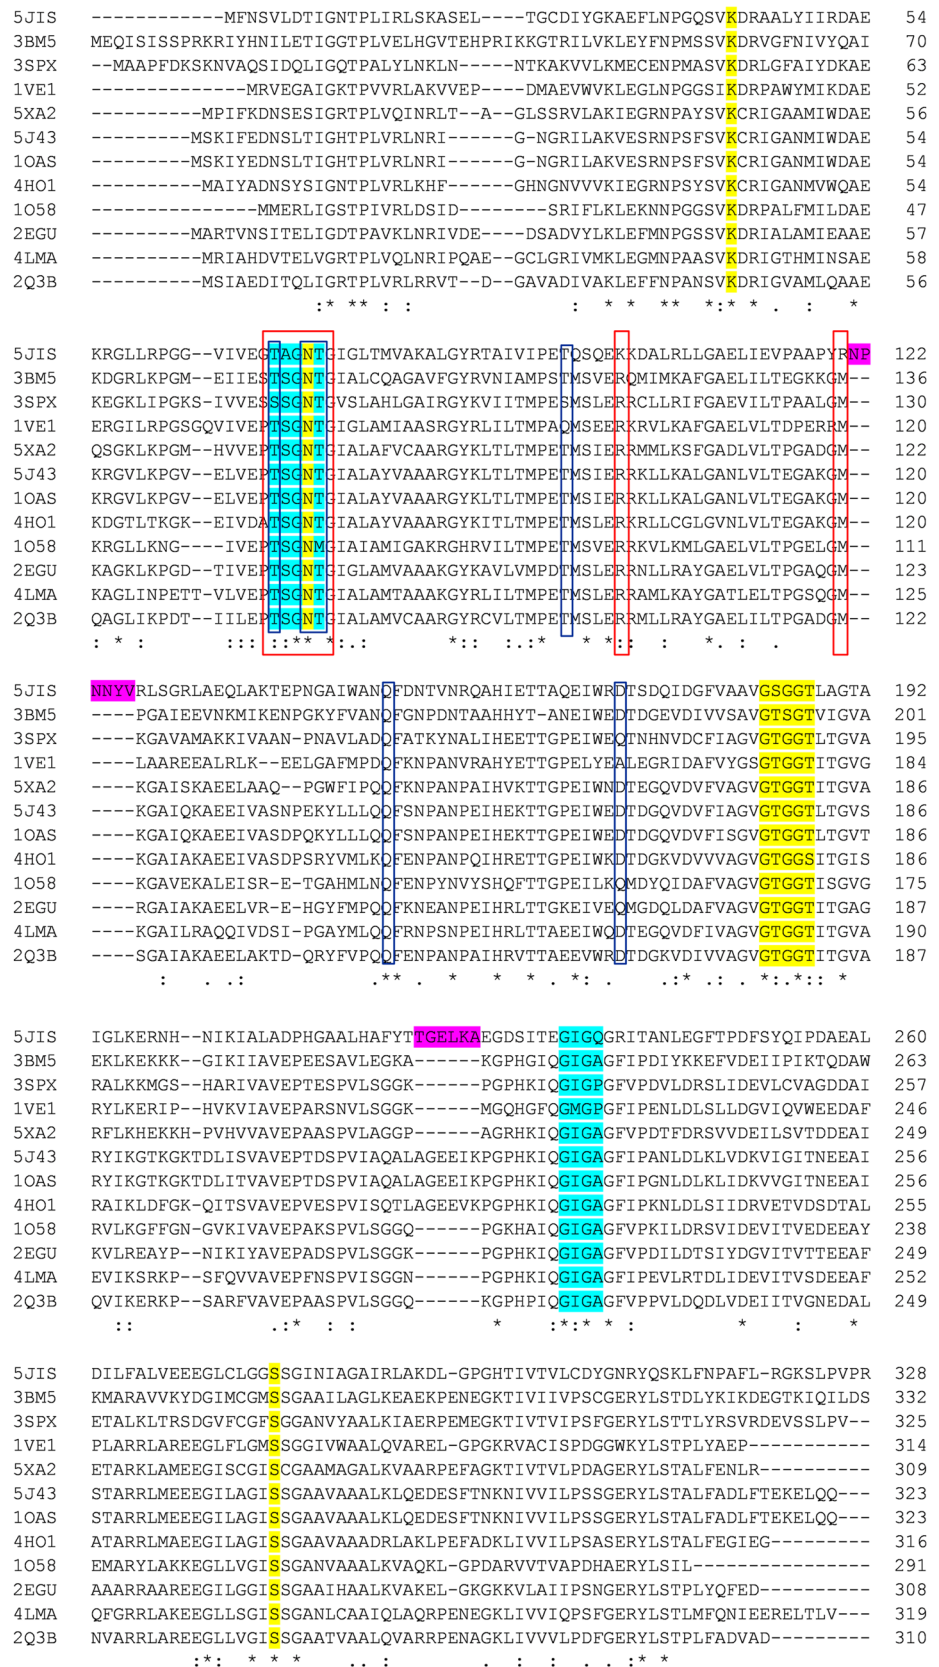 5JIS ------------MFNSVLDTIGNTPLIRLSKASEL----TGCDIYGKAEFLNPGQSVKDRAALYIIRDAE 54
3BM5 MEQISISSPRKRIYHNILETIGGTPLVELHGVTEHPRIKKGTRILVKLEYFNPMSSVKDRVGFNIVYQAI 70
3SPX --MAAPFDKSKNVAQSIDQLIGQTPALYLNKLN----NTKAKVVLKMECENPMASVKDRLGFAIYDKAE 63
1VE1 --------------MRVEGAIGKTPVVRLAKVVEP----DMAEVWVKLEGLNPGGSIKDRPAWYMIKDAE 52
5XA2 ----------MPIFKDNSESIGRTPLVQINRLT--A--GLSSRVLAKIEGRNPAYSVKCRIGAAMIWDAE 56
5J43 ---------MSKIFEDNSLTIGHTPLVRLNRI------G-NGRILAKVESRNPSFSVKCRIGANMIWDAE 54
1OAS ---------MSKIYEDNSLTIGHTPLVRLNRI------G-NGRILAKVESRNPSFSVKCRIGANMIWDAE 54
4HO1 ----------MAIYADNSYSIGNTPLVRLKHF------GHNGNVVVKIEGRNPSYSVKCRIGANMVWQAE 54
1O58 ---------------MMERLIGSTPIVRLDSID--------SRIFLKLEKNNPGGSVKDRPALFMILDAE 47
2EGU ---------MARTVNSITELIGDTPAVKLNRIVDE----DSADVYLKLEFMNPGSSVKDRIALAMIEAAE 57
4LMA ---------MRIAHDVTELVGRTPLVQLNRIPQAE---GCLGRIVMKLEGMNPAASVKDRIGTHMINSAE 58
2Q3B ---------MSIAEDITQLIGRTPLVRLRRVT--D--GAVADIVAKLEFFNPANSVKDRIGVAMLQAAE 56
:* ** : : : * * ** *:* * . : *
5JIS KRGLLRPGG--VIVEGTAGNTGIGLTMVAKALGYRTAIVIPETQSQEKKDALRLLGAELIEVPAAPYRNP 122
3BM5 KDGRLKPGM--EIIESTSGNTGIALCQAGAVFGYRVNIAMPSTMSVERQMIMKAFGAELILTEGKKGM-- 136
3SPX KEGKLIPGKS-IVVESSSGNTGVSLAHLGAIRGYKVIITMPESMSLERRCLLRIFGAEVILTPAALGM-- 130
1VE1 ERGILRPGSGQVIVEPTSGNTGIGLAMIAASRGYRLILTMPAQMSEERKRVLKAFGAELVLTDPERRM-- 120
5XA2 QSGKLKPGM--HVVEPTSGNTGIALAFVCAARGYKLTLTMPETMSIERRMMLKSFGADLVLTPGADGM-- 122
5J43 KRGVLKPGV--ELVEPTSGNTGIALAYVAAARGYKLTLTMPETMSIERRKLLKALGANLVLTEGAKGM-- 120
1OAS KRGVLKPGV--ELVEPTSGNTGIALAYVAAARGYKLTLTMPETMSIERRKLLKALGANLVLTEGAKGM-- 120
4HO1 KDGTLTKGK--EIVDATSGNTGIALAYVAAARGYKITLTMPETMSLERKRLLCGLGVNLVLTEGAKGM-- 120
1O58 KRGLLKNG---IVEPTSGNMGIAIAMIGAKRGHRVILTMPETMSVERRKVLKMLGAELVLTPGELGM-- 111
2EGU KAGKLKPGD--TIVEPTSGNTGIGLAMVAAAKGYKAVLVMPDTMSLERRNLLRAYGAELVLTPGAQGM-- 123
4LMA KAGLINPETT-VLVEPTSGNTGIALAMTAAAKGYRLILTMPETMSIERRAMLKAYGATLELTPGSQGM-- 125
2Q3B QAGLIKPDT--IILEPTSGNTGIALAMVCAARGYRCVLTMPETMSLERRMLLRAYGAELILTPGADGM-- 122
: * : :::.::** *:.: *:: :.:* * *:: : *. : .
5JIS NNYVRLSGRLAEQLAKTEPNGAIWANQFDNTVNRQAHIETTAQEIWRDTSDQIDGFVAAVGSGGTLAGTA 192
3BM5 ----PGAIEEVNKMIKENPGKYFVANQFGNPDNTAAHHYT-ANEIWEDTDGEVDIVVSAVGTSGTVIGVA 201
3SPX ----KGAVAMAKKIVAAN-PNAVLADQFATKYNALIHEETTGPEIWEQTNHNVDCFIAGVGTGGTLTGVA 195
1VE1 ----LAAREEALRLK--EELGAFMPDQFKNPANVRAHYETTGPELYEALEGRIDAFVYGSGTGGTITGVG 184
5XA2 ----KGAISKAEELAAQ--PGWFIPQQFKNPANPAIHVKTTGPEIWNDTEGQVDVFVAGVGTGGTITGVA 186
5J43 ----KGAIQKAEEIVASNPEKYLLLQQFSNPANPEIHEKTTGPEIWEDTDGQVDVFIAGVGTGGTLTGVS 186
1OAS ----KGAIQKAEEIVASDPQKYLLLQQFSNPANPEIHEKTTGPEIWEDTDGQVDVFISGVGTGGTLTGVT 186
4HO1 ----KGAIAKAEEIVASDPSRYVMLKQFENPANPQIHRETTGPEIWKDTDGKVDVVVAGVGTGGSITGIS 186
1O58 ----KGAVEKALEISR-E-TGAHMLNQFENPYNVYSHQFTTGPEILKQMDYQIDAFVAGVGTGGTISGVG 175
2EGU ----RGAIAKAEELVR-E-HGYFMPQQFKNEANPEIHRLTTGKEIVEQMGDQLDAFVAGVGTGGTITGAG 187
4LMA ----KGAILRAQQIVDSI-PGAYMLQQFRNPSNPEIHRLTTAEEIWQDTEGQVDFIVAGVGTGGTITGVA 190
2Q3B ----SGAIAKAEELAKTD-QRYFVPQQFKNPANPAIHRVTTAEEVWRDTDGKVDIVVAGVGTGGTITGVA 187
: . .: ** * * * . * . :* : . *:.*:: *
5JIS IGLKERNH--NIKIALADPHGAALHAFYTTGELKAEGDSITEGIGQGRITANLEGFTPDFSYQIPDAEAL 260
3BM5 EKLKEKKK--GIKIIAVEPEESAVLEGKA------KGPHGIQGIGAGFIPDIYKKEFVDEIIPIKTQDAW 263
3SPX RALKKMGS--HARIVAVEPTESPVLSGGK------PGPHKIQGIGPGFVPDVLDRSLIDEVLCVAGDDAI 257
1VE1 RYLKERIP--HVKVIAVEPARSNVLSGGK------MGQHGFQGMGPGFIPENLDLSLLDGVIQVWEEDAF 246
5XA2 RFLKHEKKH-PVHVVAVEPAASPVLAGGP------AGRHKIQGIGAGFVPDTFDRSVVDEILSVTDDEAI 249
5J43 RYIKGTKGKTDLISVAVEPTDSPVIAQALAGEEIKPGPHKIQGIGAGFIPANLDLKLVDKVIGITNEEAI 256
1OAS RYIKGTKGKTDLITVAVEPTDSPVIAQALAGEEIKPGPHKIQGIGAGFIPGNLDLKLIDKVVGITNEEAI 256
4HO1 RAIKLDFGK-QITSVAVEPVESPVISQTLAGEEVKPGPHKIQGIGAGFIPKNLDLSIIDRVETVDSDTAL 255
1O58 RVLKGFFGN-GVKIVAVEPAKSPVLSGGQ------PGKHAIQGIGAGFVPKILDRSVIDEVITVEDEEAY 238
2EGU KVLREAYP--NIKIYAVEPADSPVLSGGK------PGPHKIQGIGAGFVPDILDTSIYDGVITVTTEEAF 249
4LMA EVIKSRKP--SFQVVAVEPFNSPVISGGN------PGPHKIQGIGAGFIPEVLRTDLIDEVITVSDEEAF 252
2Q3B QVIKERKP--SARFVAVEPAASPVLSGGQ------KGPHPIQGIGAGFVPPVLDQDLVDEIITVGNEDAL 249
:: .:* : : * :*:* * : * : *
5JIS DILFALVEEEGLCLGGSSGINIAGAIRLAKDL-GPGHTIVTVLCDYGNRYQSKLFNPAFL-RGKSLPVPR 328
3BM5 KMARAVVKYDGIMCGMSSGAAILAGLKEAEKPENEGKTIVIIVPSCGERYLSTDLYKIKDEGTKIQILDS 332
3SPX ETALKLTRSDGVFCGFSGGANVYAALKIAERPEMEGKTIVTVIPSFGERYLSTTLYRSVRDEVSSLPV-- 325
1VE1 PLARRLAREEGLFLGMSSGGIVWAALQVAREL-GPGKRVACISPDGGWKYLSTPLYAEP----------- 314
5XA2 ETARKLAMEEGISCGISCGAAMAGALKVAARPEFAGKTIVTVLPDAGERYLSTALFENLR---------- 309
5J43 STARRLMEEEGILAGISSGAAVAAALKLQEDESFTNKNIVVILPSSGERYLSTALFADLFTEKELQQ--- 323
1OAS STARRLMEEEGILAGISSGAAVAAALKLQEDESFTNKNIVVILPSSGERYLSTALFADLFTEKELQQ--- 323
4HO1 ATARRLMAEEGILAGISSGAAVAAADRLAKLPEFADKLIVVILPSASERYLSTALFEGIEG--------- 316
1O58 EMARYLAKKEGLLVGISSGANVAAALKVAQKL-GPDARVVTVAPDHAERYLSIL---------------- 291
2EGU AAARRAAREEGILGGISSGAAIHAALKVAKEL-GKGKKVLAIIPSNGERYLSTPLYQFED---------- 308
4LMA QFGRRLAKEEGLLSGISSGANLCAAIQLAQRPENEGKLIVVIQPSFGERYLSTLMFQNIEERELTLV--- 319
2Q3B NVARRLAREEGLLVGISSGAATVAALQVARRPENAGKLIVVVLPDFGERYLSTPLFADVAD--------- 310
:*: * * * .. : . : : . :* *